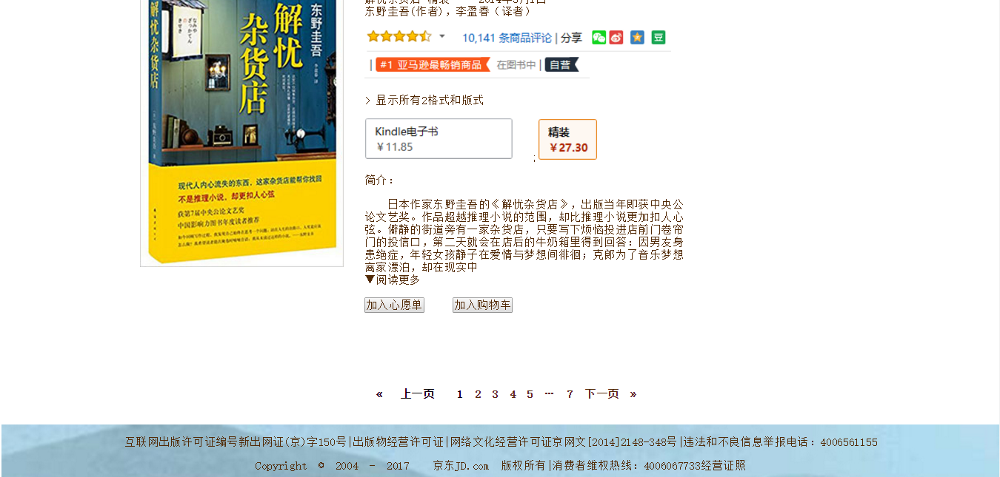 解忧杂货店
东野圭吾
杂货店
解忧
现代人内心流失的东西，这家杂货店能帮你找回
不是推理小说，却更扣人心弦
获第7届中央公论文艺奖
中国影响力图书年度读者推荐
东野圭吾(作者)，李盈春（译者）
10,141 条商品评论 | 分享
豆
| #1 亚马逊最畅销商品 在图书中 | 自营
> 显示所有2格式和版式
Kindle电子书
￥11.85
;
精装
￥27.30
简介：
日本作家东野圭吾的《解忧杂货店》，出版当年即获中央公
论文艺奖。作品超越推理小说的范围，却比推理小说更加扣人心
弦。僻静的街道旁有一家杂货店，只要写下烦恼投进店前门卷帘
门的投信口，第二天就会在店后的牛奶箱里得到回答：因男友身
患绝症，年轻女孩静子在爱情与梦想间徘徊；克郎为了音乐梦想
离家漂泊，却在现实中
▼阅读更多
加入心愿单 加入购物车
« 上一页 1 2 3 4 5 … 7 下一页 »
互联网出版许可证编号新出网证(京)字150号|出版物经营许可证|网络文化经营许可证京网文[2014]2148-348号|违法和不良信息举报电话：4006561155
Copyright © 2004 - 2017 京东JD.com 版权所有|消费者维权热线：4006067733经营证照